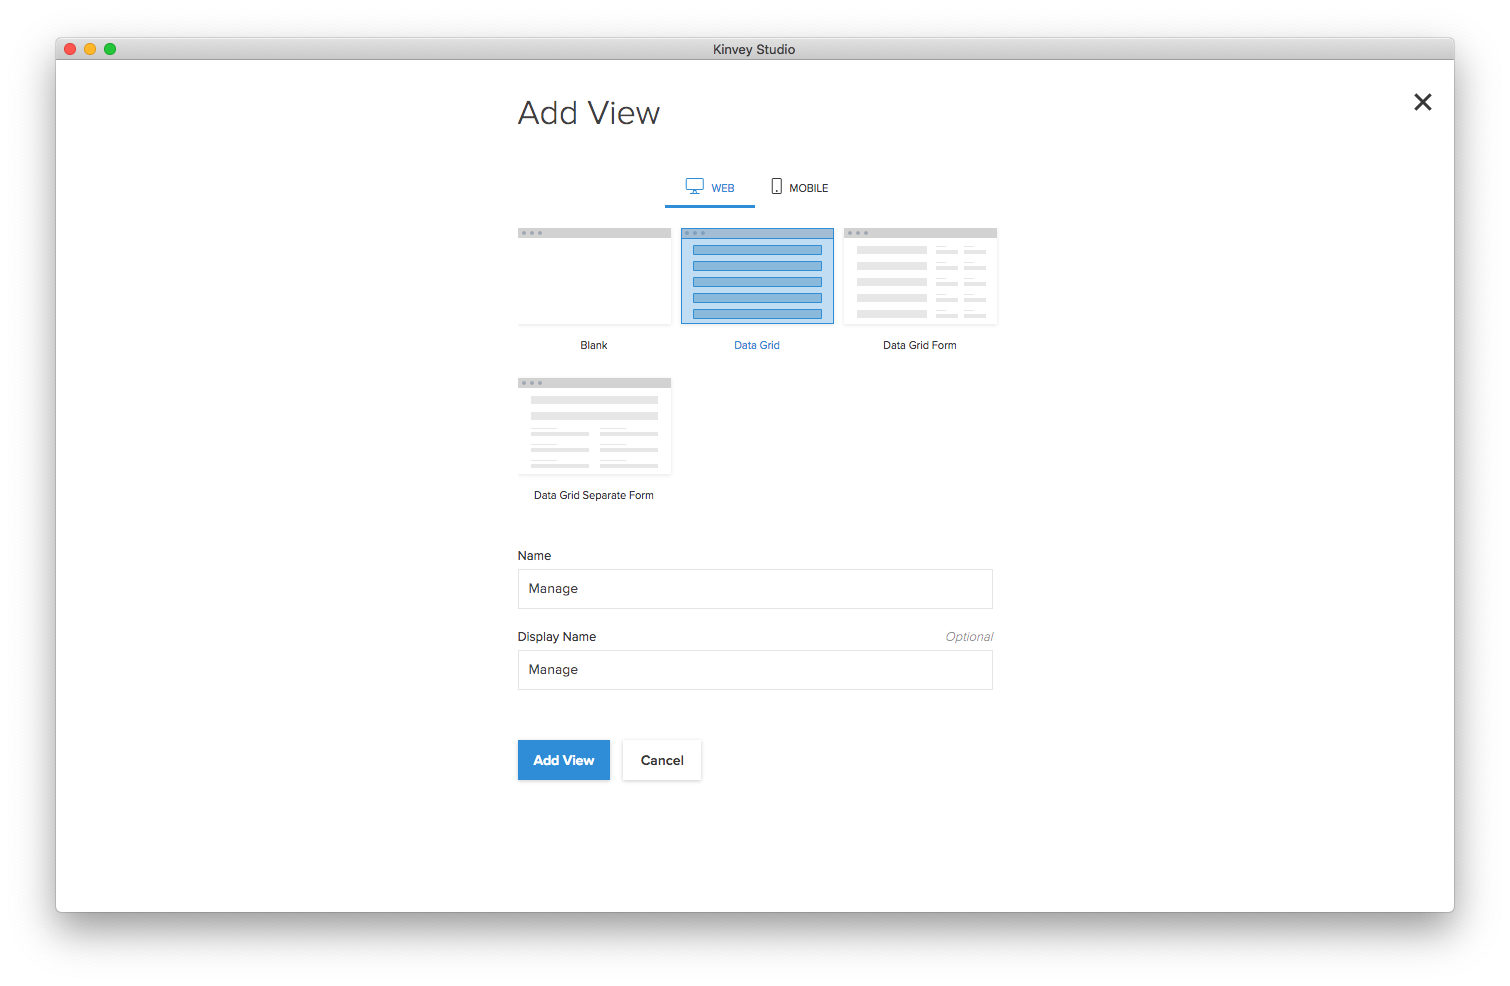 Kinvey Studio
Add View
WEB MOBILE
Blank Data Grid Data Grid Form
Data Grid Separate Form
Name
Manage
Display Name Optional
Manage
Add View Cancel